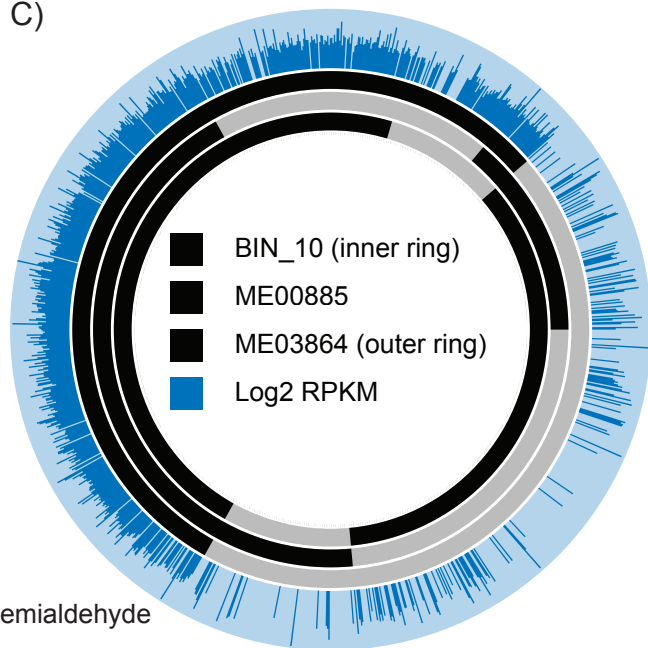 C)
BIN_10 (inner ring)
ME00885
ME03864 (outer ring)
Log2 RPKM
emialdehyde